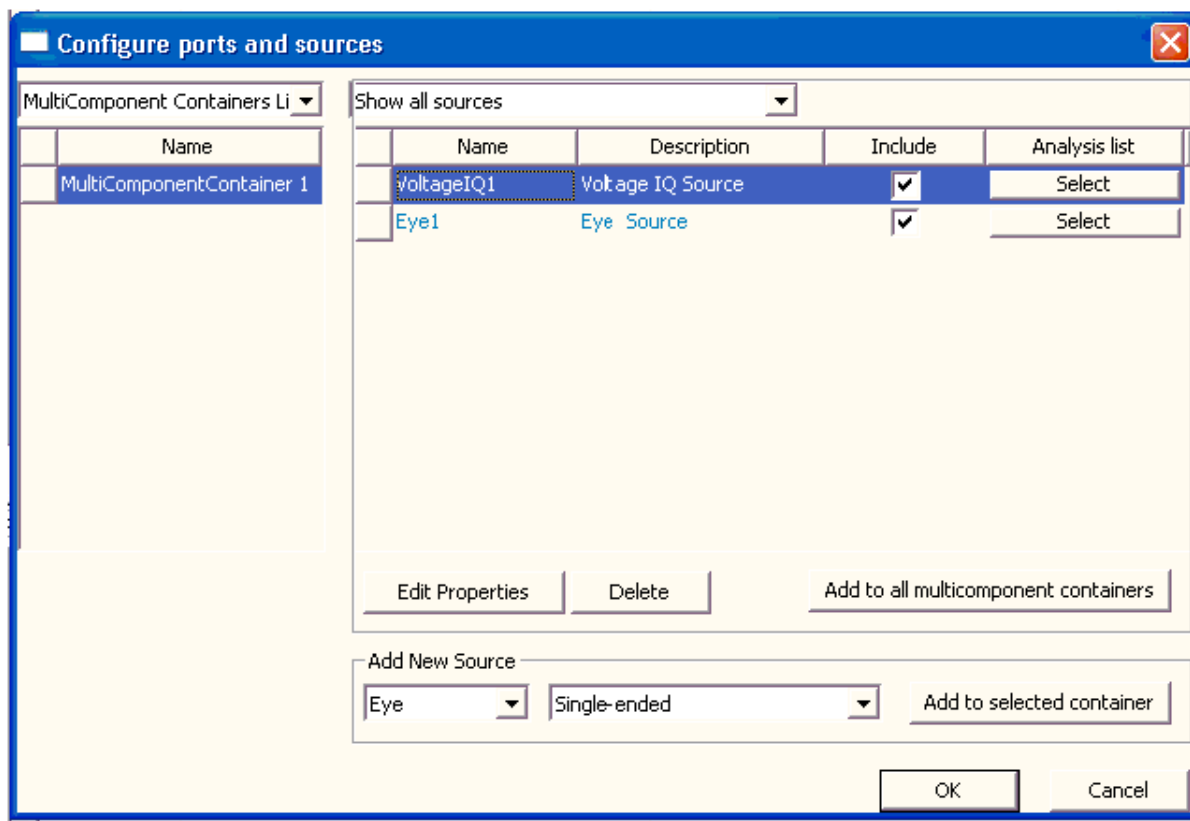 Configure ports and sources
MultiComponent Containers Li
Show all sources
Name
Name Description Include Analysis list
MultiComponentContainer 1
VoltageIQ1 Voltage IQ Source Select
Eye1 Eye Source Select
Edit Properties Delete Add to all multicomponent containers
Add New Source
Eye Single-ended Add to selected container
OK Cancel